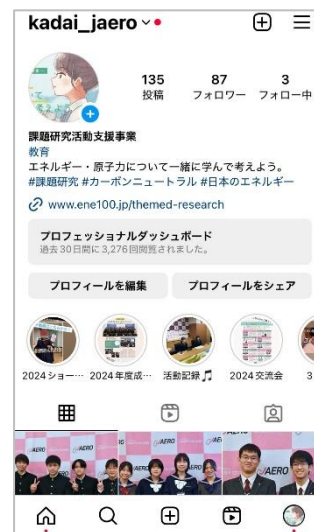 kadai_jaero
135
87
3
投稿
フォロワー
フォロー中
課題研究活動支援事業
教育
エネルギー・原子力について一緒に学んで考えよう。
#課題研究 #カーボンニュートラル #日本のエネルギー
www.ene100.jp/themed-research
プロフェッショナルダッシュボード
過去30日間に3,276回閲覧されました。
プロフィールを編集
プロフィールをシェア
2024ショー…
2024年度成…
活動記録🎵
2024交流会
3
JAERO
JAERO